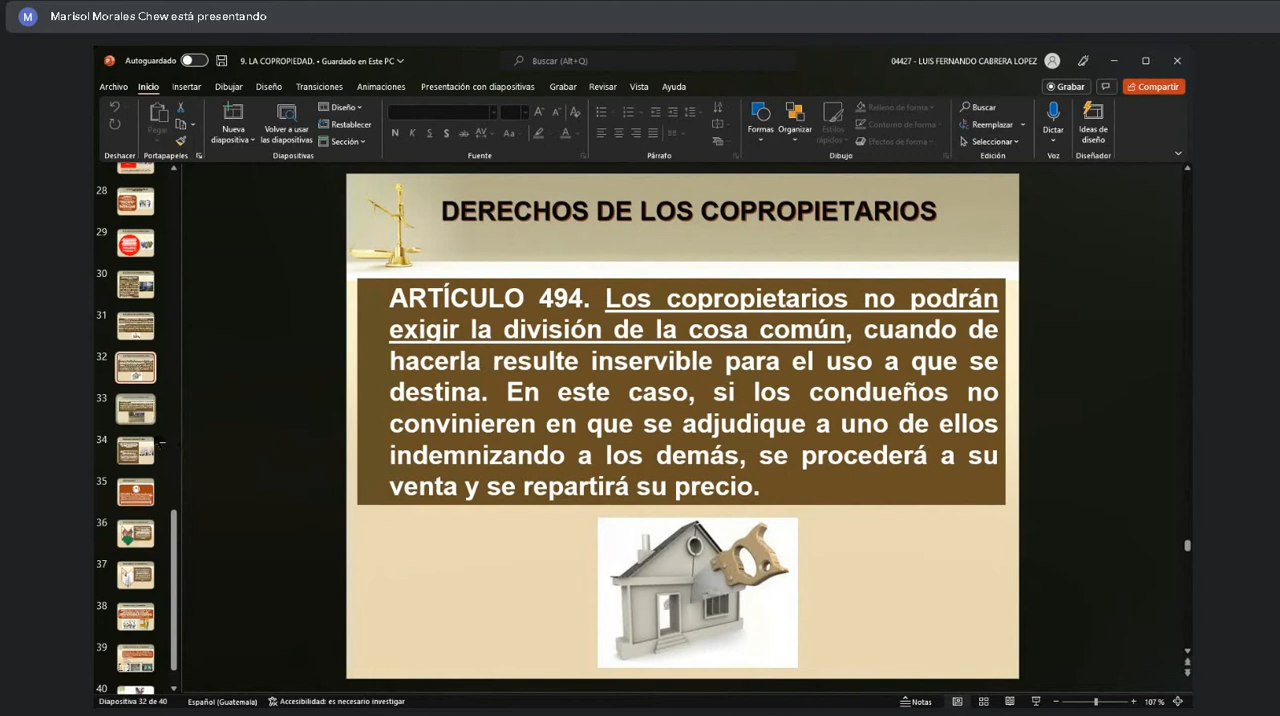 M Marisol Morales Chew está presentando
Autoguardado 9. LA COPROPIEDAD. • Guardado en Este PC Buscar (Alt+Q) 04427 - LUIS FERNANDO CABRERA LOPEZ
Archivo Inicio Insertar Dibujar Diseño Transiciones Animaciones Presentación con diapositivas Grabar Revisar Vista Ayuda Grabar Compartir
Diseño Relleno de forma Buscar
Restablecer Contorno de forma Reemplazar
Pegar Nueva diapositiva Volver a usar las diapositivas Sección N K S S ab AV Aa A Formas Organizar Estilos rápidos Efectos de forma Seleccionar Dictar Ideas de diseño
Deshacer Portapapeles Diapositivas Fuente Párrafo Dibujo Edición Voz Diseñador
28
29
30
31
32
33
34
35
36
37
38
39
40
DERECHOS DE LOS COPROPIETARIOS
ARTÍCULO 494. Los copropietarios no podrán
exigir la división de la cosa común, cuando de
hacerla resulte inservible para el uso a que se
destina. En este caso, si los condueños no
convinieren en que se adjudique a uno de ellos
indemnizando a los demás, se procederá a su
venta y se repartirá su precio.
Diapositiva 32 de 40 Español (Guatemala) Accesibilidad: es necesario investigar Notas 107 %